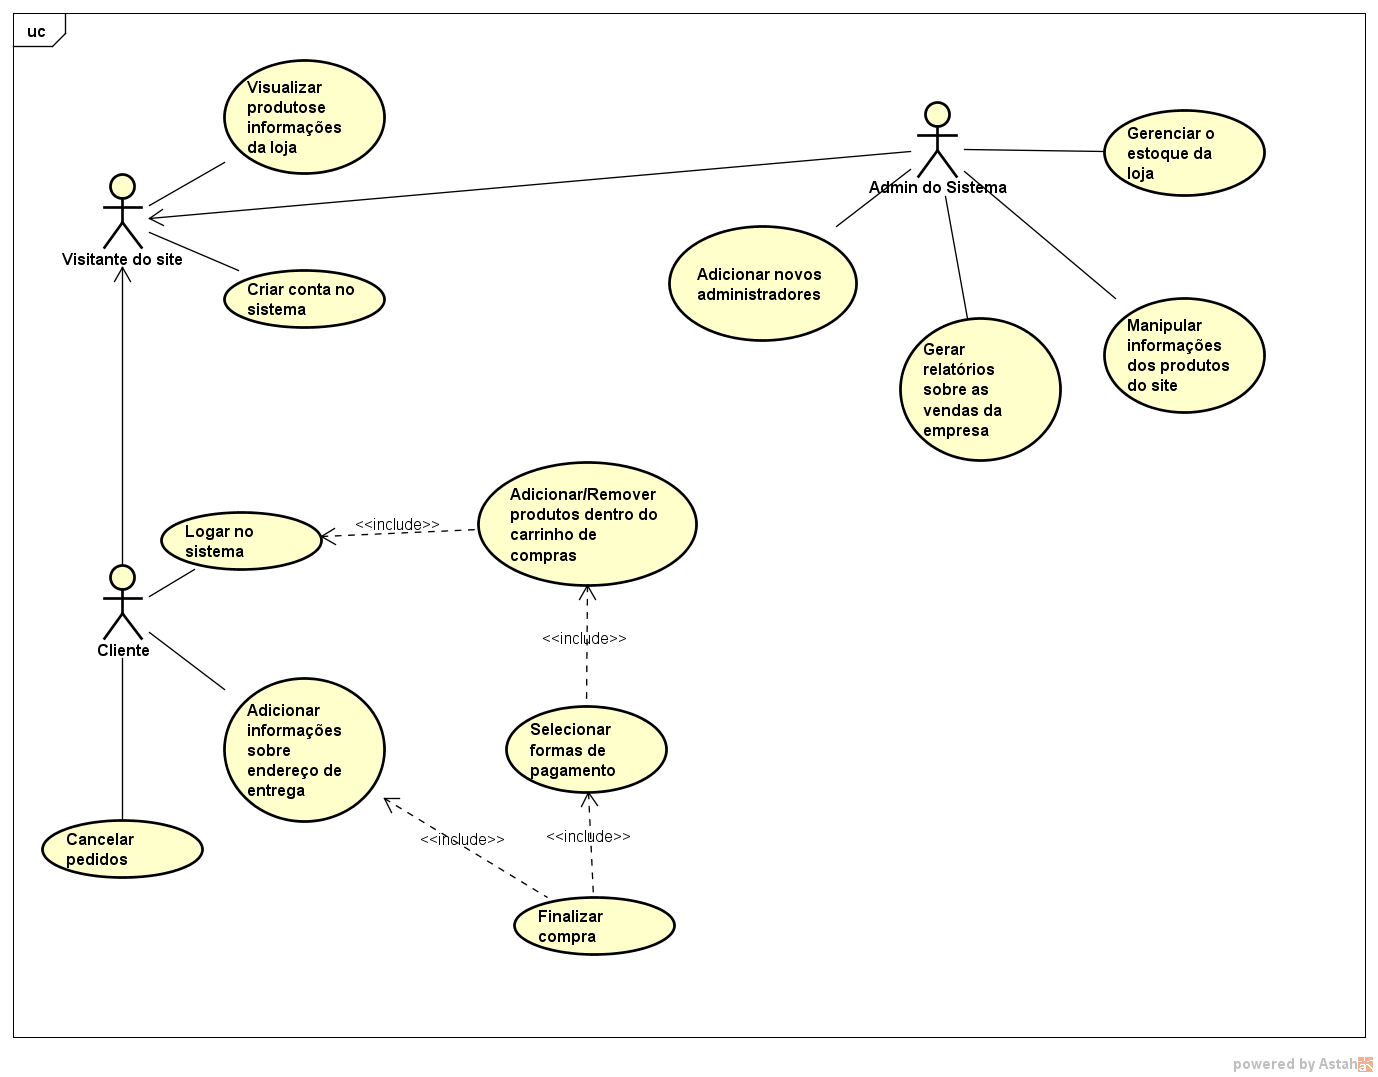 uc
Visualizar
produtose
informações
da loja
Visitante do site
Criar conta no
sistema
Admin do Sistema
Gerenciar o
estoque da
loja
Adicionar novos
administradores
Gerar
relatórios
sobre as
vendas da
empresa
Manipular
informações
dos produtos
do site
Logar no
sistema
<<include>>
Adicionar/Remover
produtos dentro do
carrinho de
compras
Cliente
<<include>>
Adicionar
informações
sobre
endereço de
entrega
Selecionar
formas de
pagamento
Cancelar
pedidos
<<include>>
<<include>>
Finalizar
compra
powered by Astah